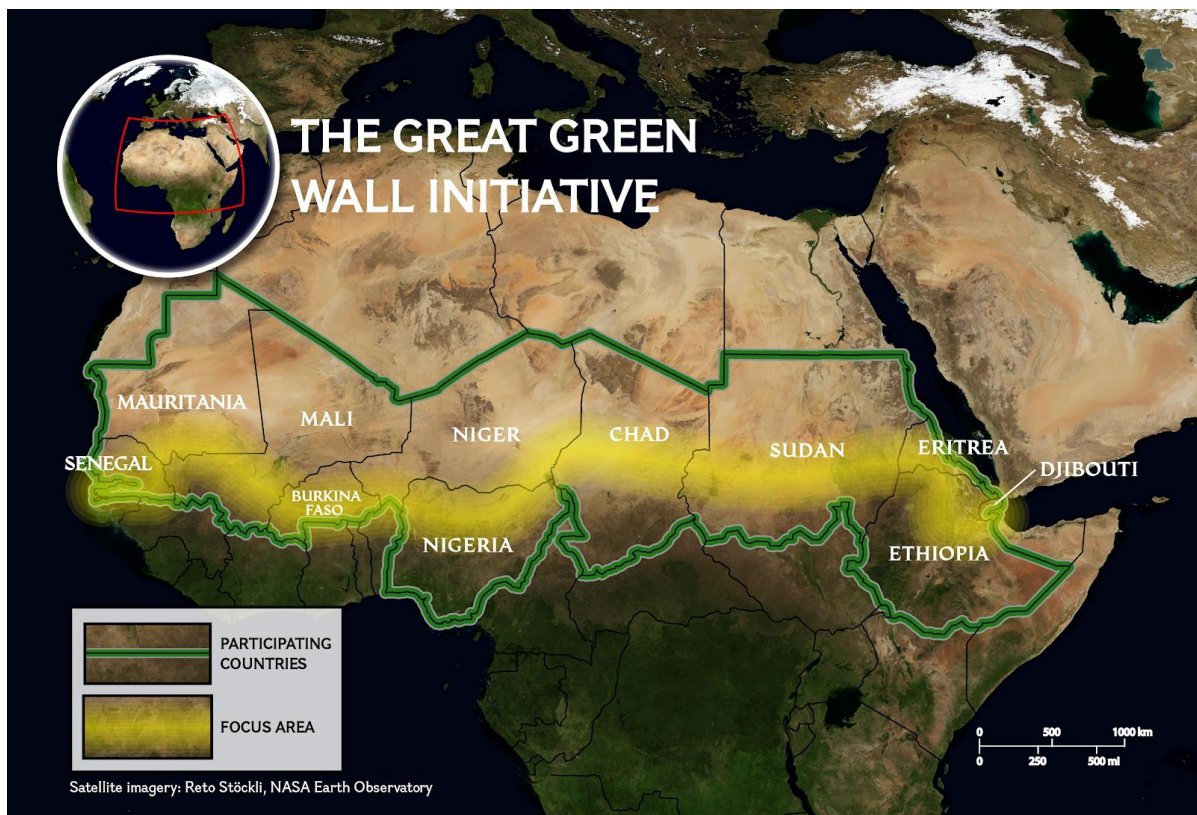 THE GREAT GREEN
WALL INITIATIVE
MAURITANIA
MALI
NIGER
CHAD
SUDAN
ERITREA
DJIBOUTI
SENEGAL
BURKINA
FASO
NIGERIA
ETHIOPIA
PARTICIPATING
COUNTRIES
FOCUS AREA
0 500 1000 km
0 250 500 mi
Satellite imagery: Reto Stöckli, NASA Earth Observatory